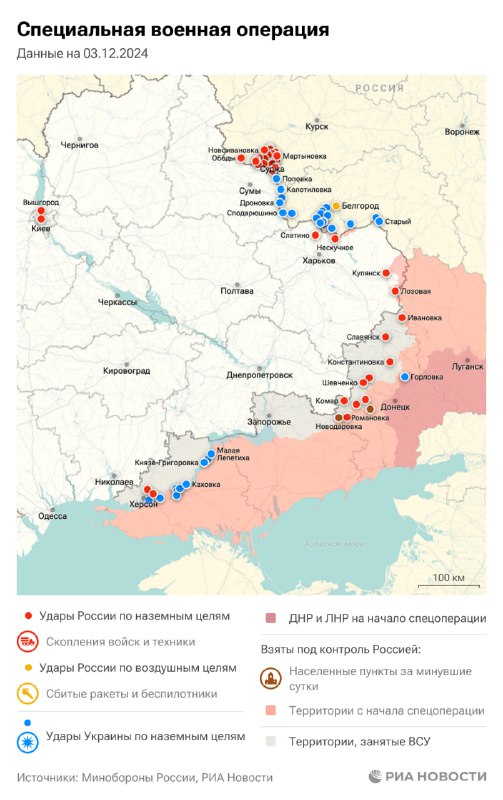 Специальная военная операция
Данные на 03.12.2024
РОССИЯ
Курск
Воронеж
Чернигов
Новоивановка
Обуды
Мартыновка
Суджа
Поповка
Сумы
Колотиловка
Дроновка
Сподарюшино
Белгород
Старый
Вышгород
Киев
Слатино
Нескучное
Харьков
Купянск
Полтава
Лозовая
Черкассы
Ивановка
Славянск
Константиновка
Луганск
Кировоград
Днепропетровск
Шевченко
Горловка
Комар
Донецк
Романовка
Новодаровка
Запорожье
Малая
Лепетиха
Князе-Григоровка
Николаев
Каховка
Херсон
Одесса
Азовское море
100 км
Удары России по наземным целям
Скопления войск и техники
Удары России по воздушным целям
Сбитые ракеты и беспилотники
Удары Украины по наземным целям
ДНР и ЛНР на начало спецоперации
Взяты под контроль Россией:
Населенные пункты за минувшие
сутки
Территории с начала спецоперации
Территории, занятые ВСУ
Источники: Минобороны России, РИА Новости
РИА НОВОСТИ